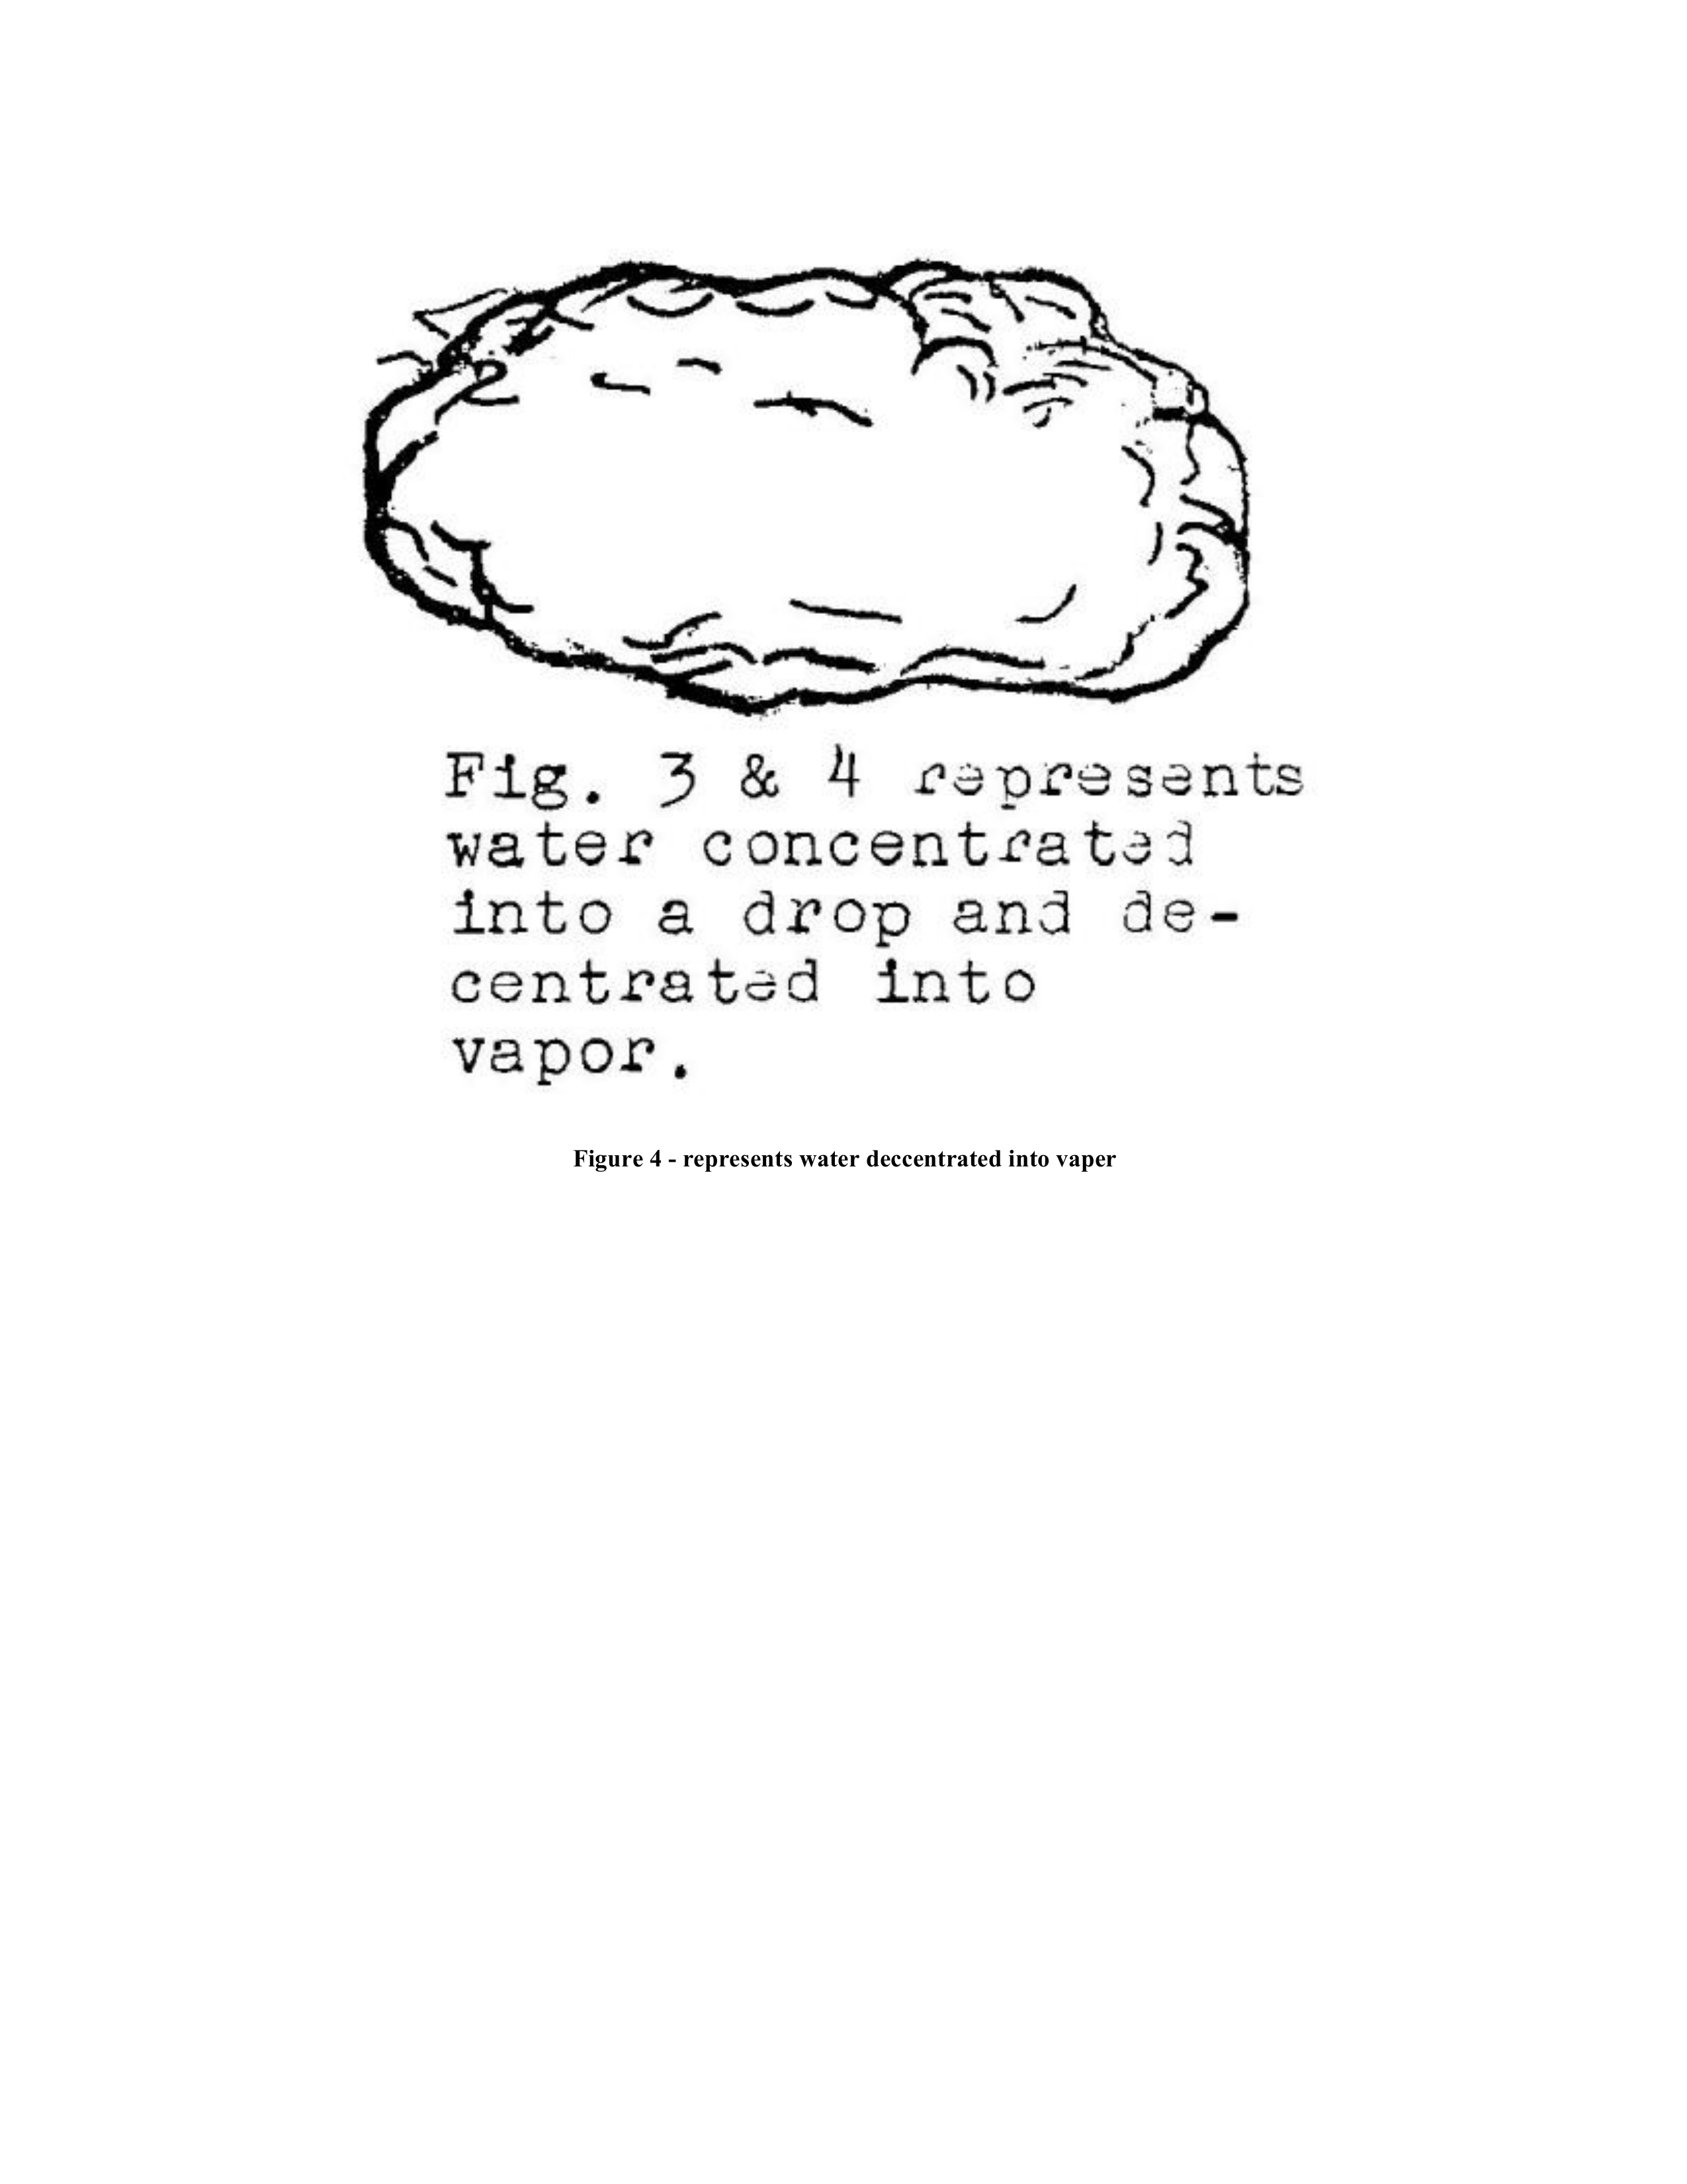 Fig. 3 & 4 represents
water concentrated
into a drop and de-
centrated into
vapor.
Figure 4 - represents water deccentrated into vaper